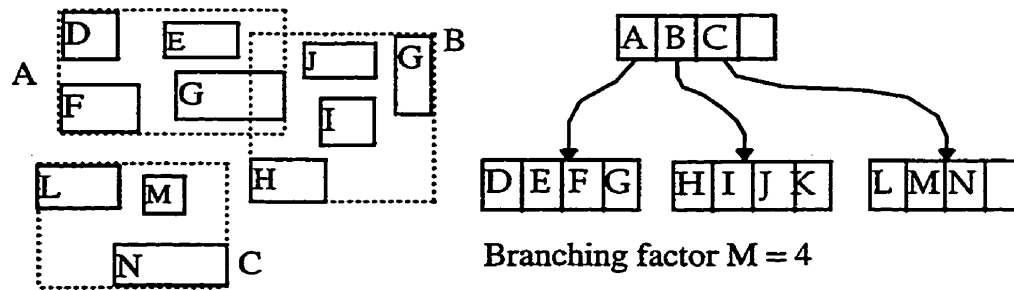 D E J G B A B C
A F G I
L M H D E F G H I J K L M N
N C Branching factor M = 4